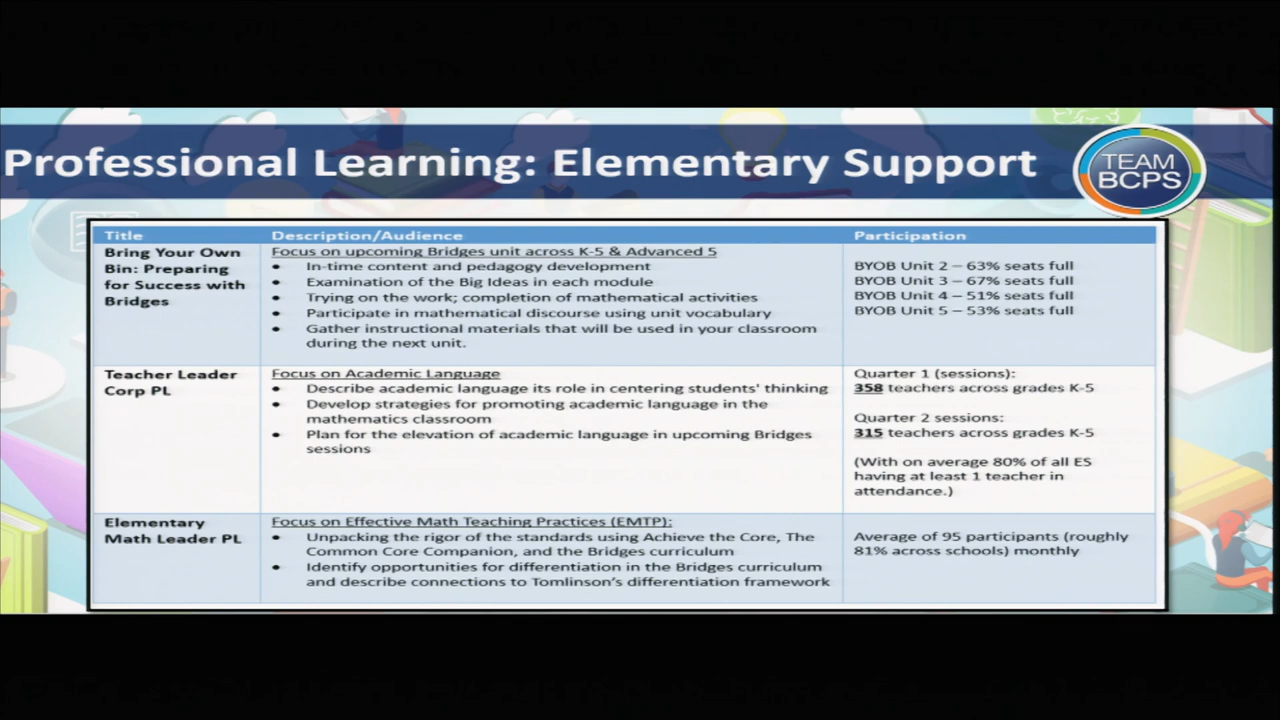 Professional Learning: Elementary Support
TEAM
BCPS
Title
Description/Audience
Participation
Bring Your Own
Bin: Preparing
for Success with
Bridges
Focus on upcoming Bridges unit across K-5 & Advanced 5
• In-time content and pedagogy development
• Examination of the Big Ideas in each module
• Trying on the work; completion of mathematical activities
• Participate in mathematical discourse using unit vocabulary
• Gather instructional materials that will be used in your classroom
during the next unit.
BYOB Unit 2 – 63% seats full
BYOB Unit 3 – 67% seats full
BYOB Unit 4 – 51% seats full
BYOB Unit 5 – 53% seats full
Teacher Leader
Corp PL
Focus on Academic Language
• Describe academic language its role in centering students' thinking
• Develop strategies for promoting academic language in the
mathematics classroom
• Plan for the elevation of academic language in upcoming Bridges
sessions
Quarter 1 (sessions):
358 teachers across grades K-5
Quarter 2 sessions:
315 teachers across grades K-5
(With on average 80% of all ES
having at least 1 teacher in
attendance.)
Elementary
Math Leader PL
Focus on Effective Math Teaching Practices (EMTP):
• Unpacking the rigor of the standards using Achieve the Core, The
Common Core Companion, and the Bridges curriculum
• Identify opportunities for differentiation in the Bridges curriculum
and describe connections to Tomlinson's differentiation framework
Average of 95 participants (roughly
81% across schools) monthly